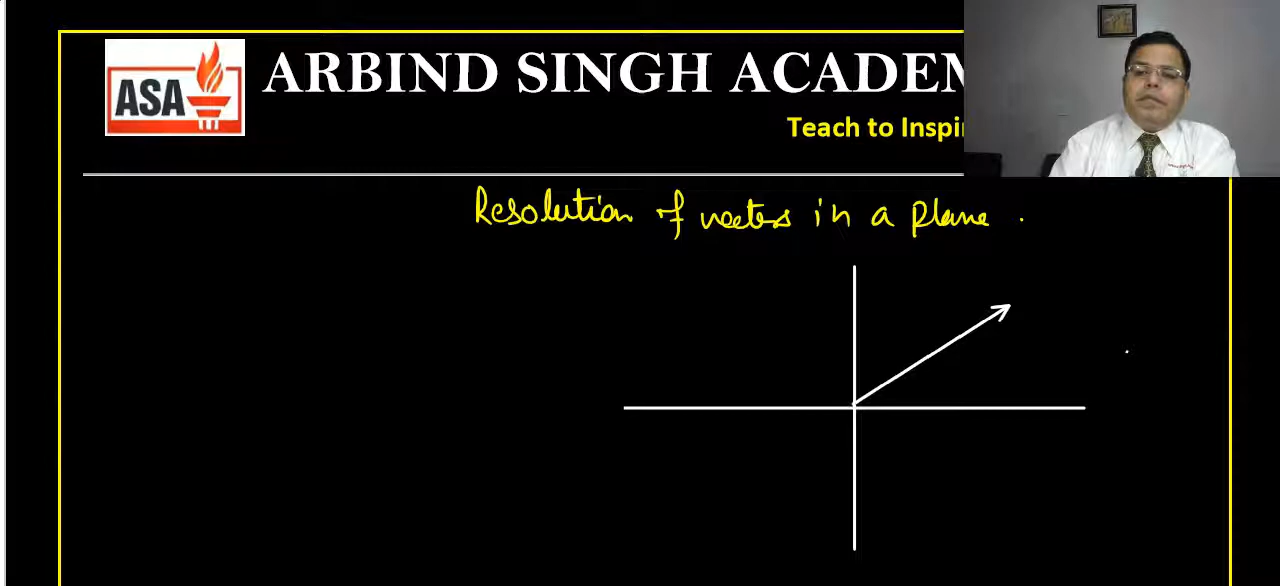 ASA
ARBIND SINGH ACADEM
Teach to Inspi
Resolution of vectors in a plane .